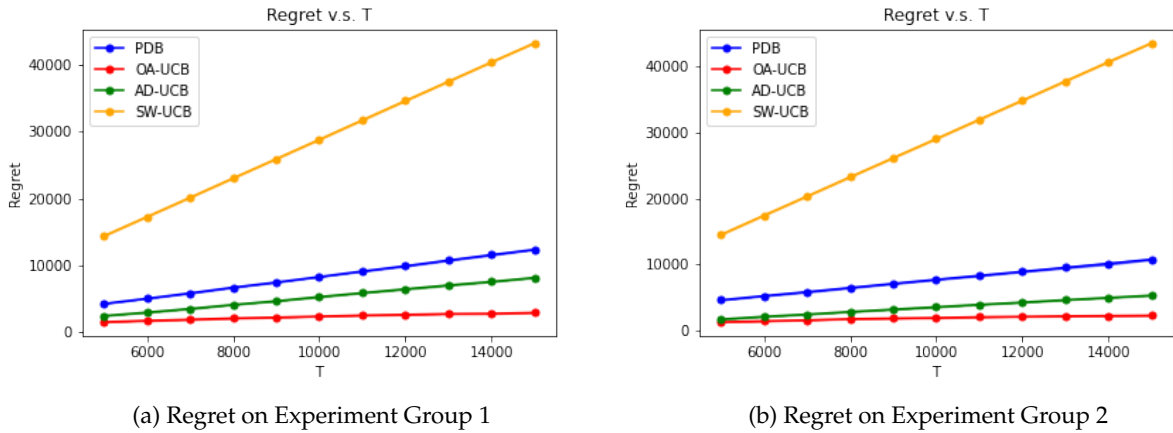 Regret v.s. T
PDB
OA-UCB
AD-UCB
SW-UCB
Regret
40000
30000
20000
10000
0
6000 8000 10000 12000 14000
T
(a) Regret on Experiment Group 1
Regret v.s. T
PDB
OA-UCB
AD-UCB
SW-UCB
Regret
40000
30000
20000
10000
0
6000 8000 10000 12000 14000
T
(b) Regret on Experiment Group 2